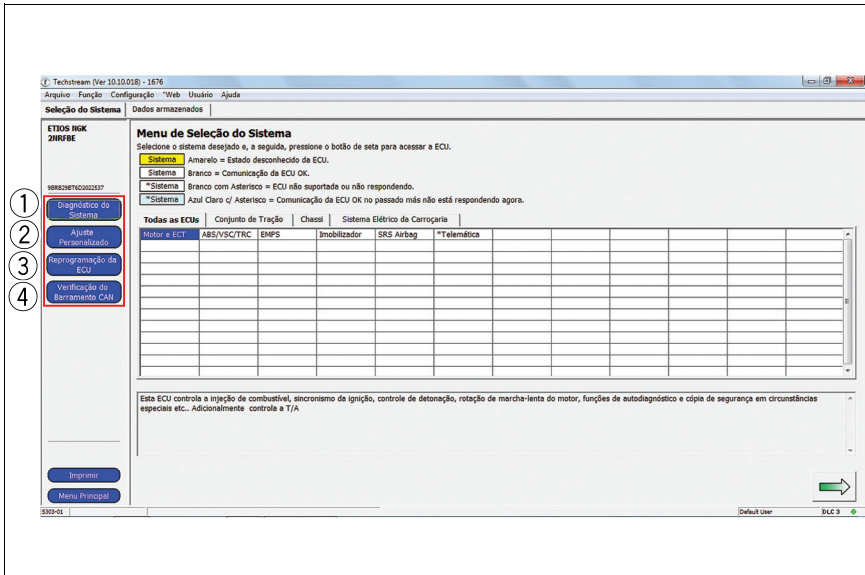 Techstream (Ver 10.10.018) - 1676
Arquivo Função Configuração *Web Usuário Ajuda
Seleção do Sistema Dados armazenados
ETIOS NGK
2NRFBE
9BRB29BT6D2022537
1 Diagnóstico do
Sistema
2 Ajuste
Personalizado
3 Reprogramação da
ECU
4 Verificação do
Barramento CAN
Imprimir
Menu Principal
Menu de Seleção do Sistema
Selecione o sistema desejado e, a seguida, pressione o botão de seta para acessar a ECU.
Sistema Amarelo = Estado desconhecido da ECU.
Sistema Branco = Comunicação da ECU OK.
*Sistema Branco com Asterisco = ECU não suportada ou não respondendo.
*Sistema Azul Claro c/ Asterisco = Comunicação da ECU OK no passado más não está respondendo agora.
Todas as ECUs Conjunto de Tração Chassi Sistema Elétrico da Carroçaria
Motor e ECT ABS/VSC/TRC EMPS Imobilizador SRS Airbag *Telemática
Esta ECU controla a injeção de combustível, sincronismo da ignição, controle de detonação, rotação de marcha-lenta do motor, funções de autodiagnóstico e cópia de segurança em circunstâncias
especiais etc.. Adicionalmente controla a T/A
S303-01 Default User DLC 3